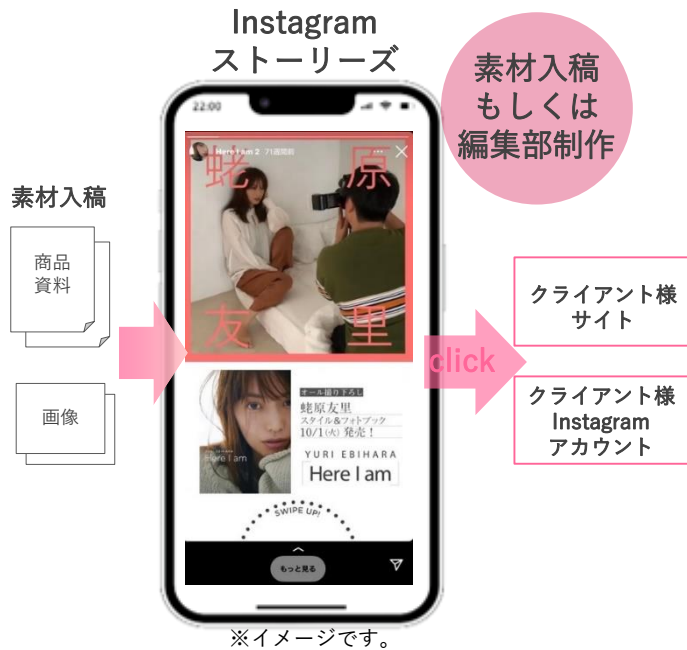 Instagram
ストーリーズ
素材入稿
もしくは
編集部制作
素材入稿
商品
資料
画像
22:00
Here I am 2 71週間前
蛯原
友里
オール撮り下ろし
蛯原友里
スタイル&フォトブック
10/1(火) 発売!
YURI EBIHARA
Here I am
Here I am
SWIPE UP!
もっと見る
click
クライアント様
サイト
クライアント様
Instagram
アカウント
※イメージです。